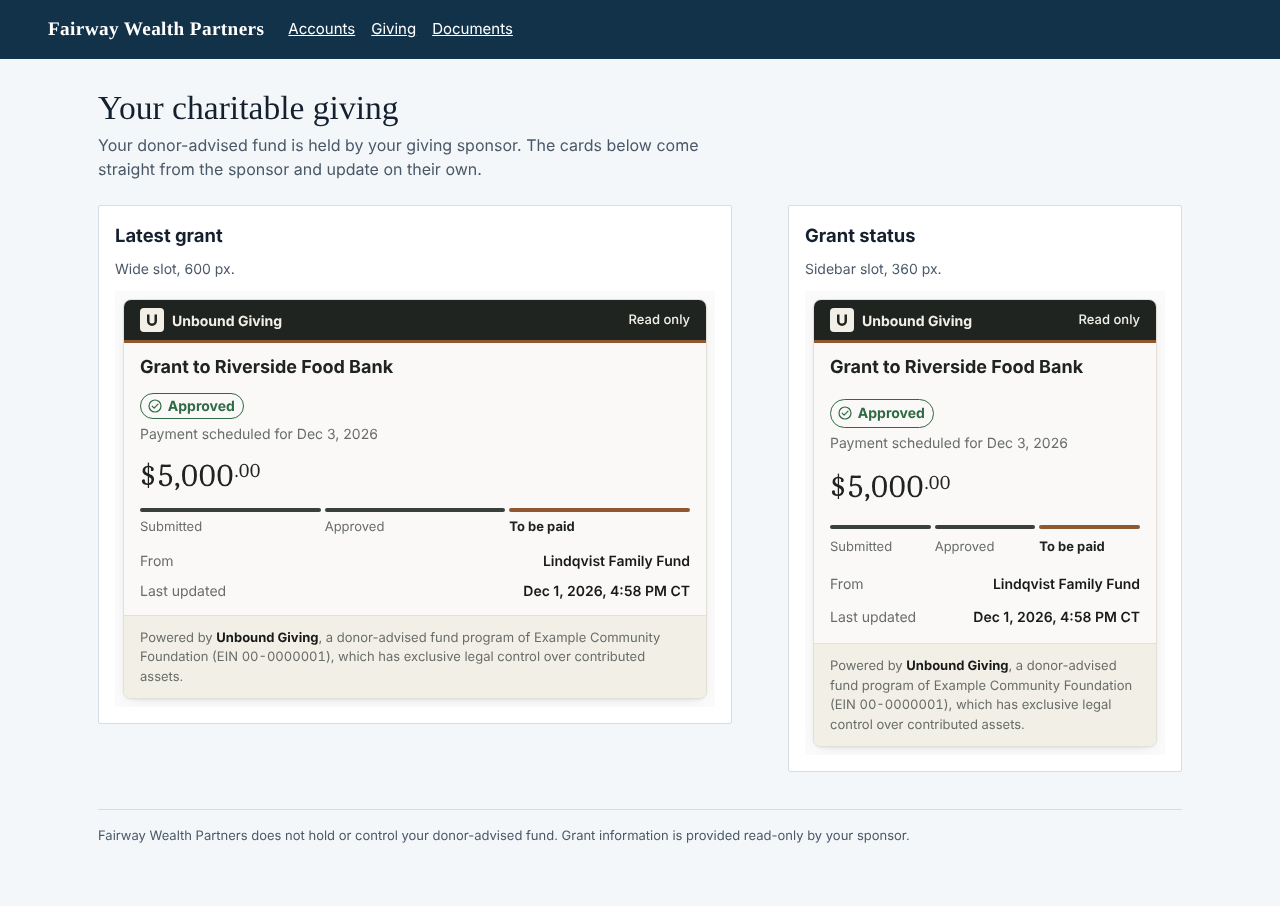 Fairway Wealth Partners Accounts Giving Documents
Your charitable giving
Your donor-advised fund is held by your giving sponsor. The cards below come
straight from the sponsor and update on their own.
Latest grant
Wide slot, 600 px.
U Unbound Giving Read only
Grant to Riverside Food Bank
Approved
Payment scheduled for Dec 3, 2026
$5,000.00
Submitted Approved To be paid
From Lindqvist Family Fund
Last updated Dec 1, 2026, 4:58 PM CT
Powered by Unbound Giving, a donor-advised fund program of Example Community
Foundation (EIN 00-0000001), which has exclusive legal control over contributed
assets.
Grant status
Sidebar slot, 360 px.
U Unbound Giving Read only
Grant to Riverside Food Bank
Approved
Payment scheduled for Dec 3, 2026
$5,000.00
Submitted Approved To be paid
From Lindqvist Family Fund
Last updated Dec 1, 2026, 4:58 PM CT
Powered by Unbound Giving, a donor-advised
fund program of Example Community Foundation
(EIN 00-0000001), which has exclusive legal
control over contributed assets.
Fairway Wealth Partners does not hold or control your donor-advised fund. Grant information is provided read-only by your sponsor.